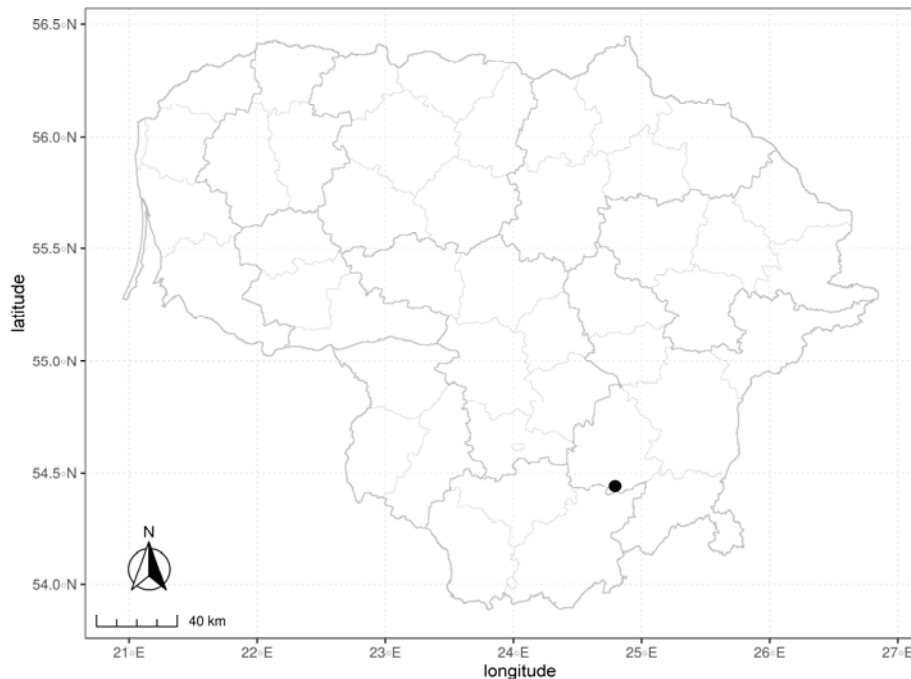 56.5◦N
56.0◦N
55.5◦N
55.0◦N
54.5◦N
54.0◦N
latitude
N
40 km
21◦E 22◦E 23◦E 24◦E 25◦E 26◦E 27◦E
longitude